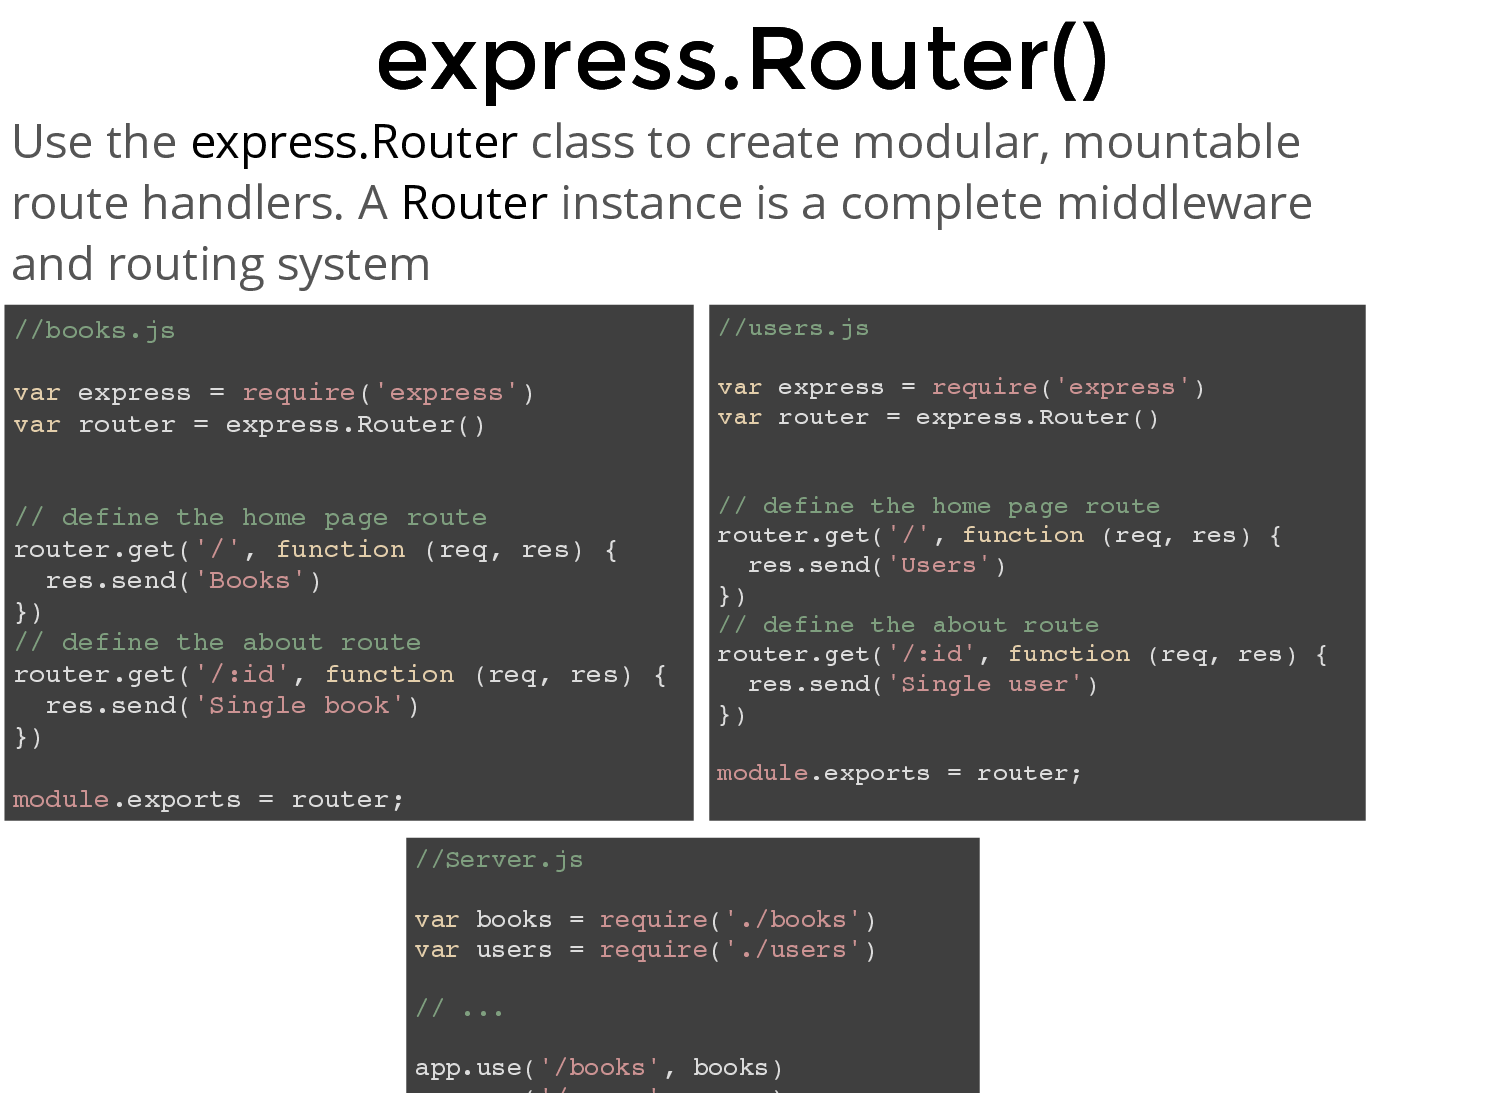 express.Router()
Use the express.Router class to create modular, mountable
route handlers. A Router instance is a complete middleware
and routing system
//books.js
var express = require('express')
var router = express.Router()
// define the home page route
router.get('/', function (req, res) {
  res.send('Books')
})
// define the about route
router.get('/:id', function (req, res) {
  res.send('Single book')
})
module.exports = router;
//users.js
var express = require('express')
var router = express.Router()
// define the home page route
router.get('/', function (req, res) {
  res.send('Users')
})
// define the about route
router.get('/:id', function (req, res) {
  res.send('Single user')
})
module.exports = router;
//Server.js
var books = require('./books')
var users = require('./users')
// ...
app.use('/books', books)